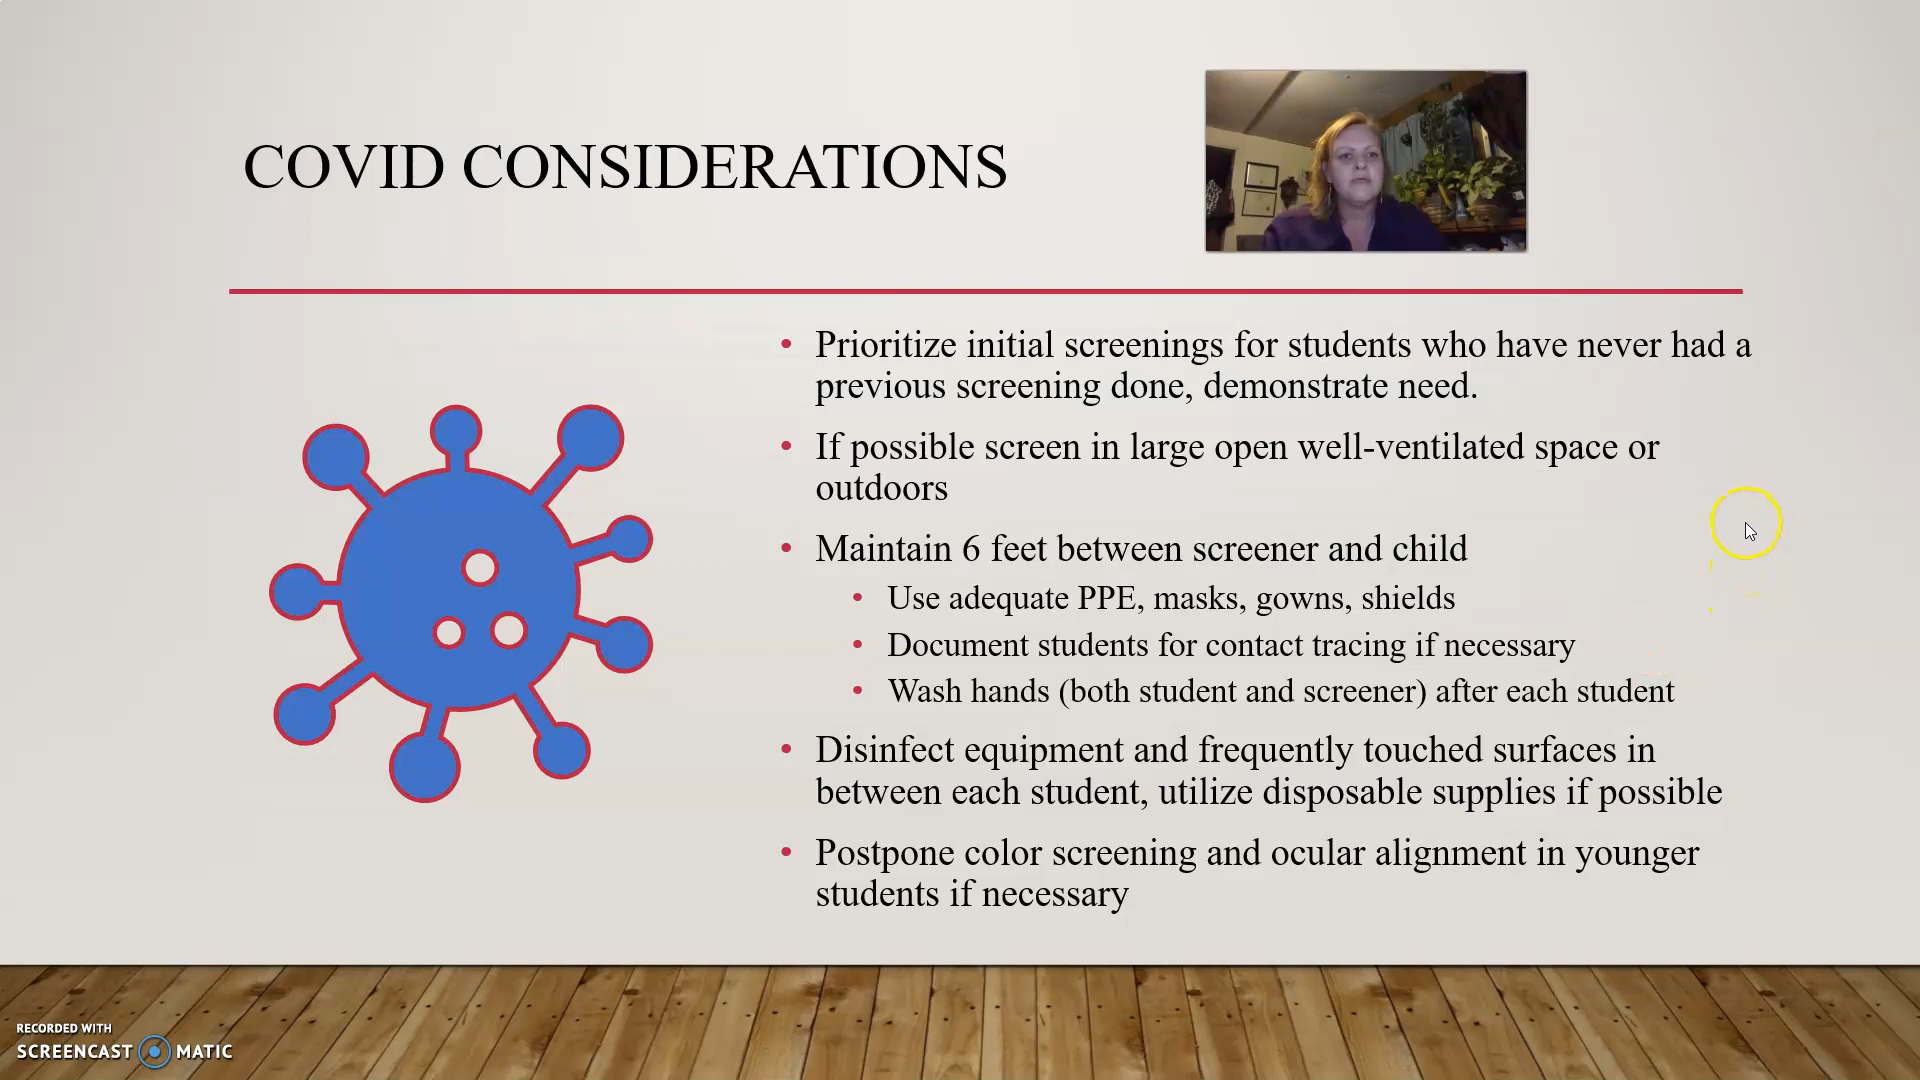 COVID CONSIDERATIONS
• Prioritize initial screenings for students who have never had a
previous screening done, demonstrate need.
• If possible screen in large open well-ventilated space or
outdoors
• Maintain 6 feet between screener and child
• Use adequate PPE, masks, gowns, shields
• Document students for contact tracing if necessary
• Wash hands (both student and screener) after each student
• Disinfect equipment and frequently touched surfaces in
between each student, utilize disposable supplies if possible
• Postpone color screening and ocular alignment in younger
students if necessary
RECORDED WITH
SCREENCAST MATIC